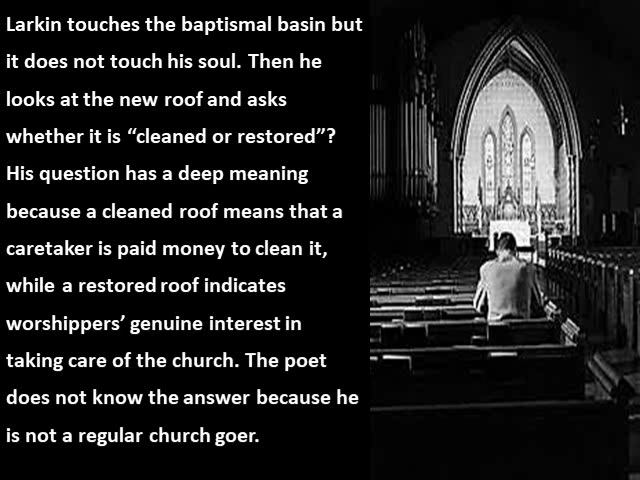 Larkin touches the baptismal basin but
it does not touch his soul. Then he
looks at the new roof and asks
whether it is “cleaned or restored”?
His question has a deep meaning
because a cleaned roof means that a
caretaker is paid money to clean it,
while a restored roof indicates
worshippers’ genuine interest in
taking care of the church. The poet
does not know the answer because he
is not a regular church goer.